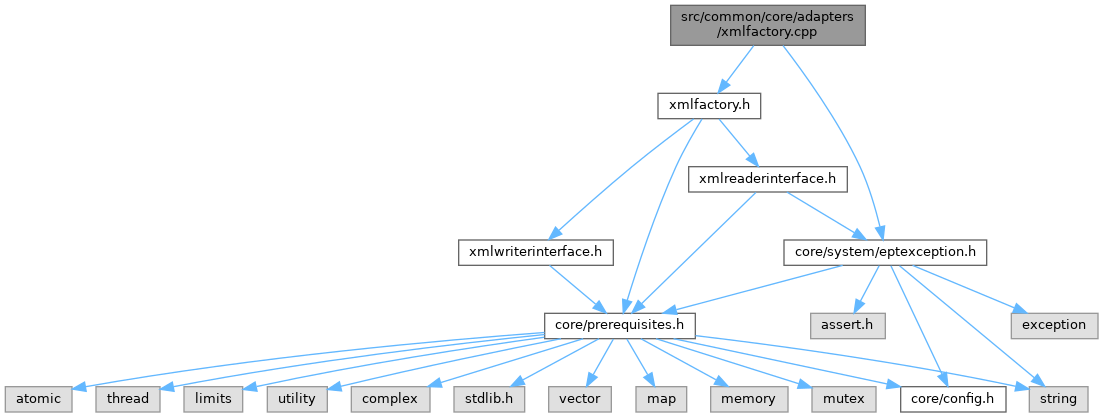 src/common/core/adapters
/xmlfactory.cpp
xmlfactory.h
xmlreaderinterface.h
xmlwriterinterface.h
core/system/eptexception.h
core/prerequisites.h
assert.h
exception
atomic
thread
limits
utility
complex
stdlib.h
vector
map
memory
mutex
core/config.h
string